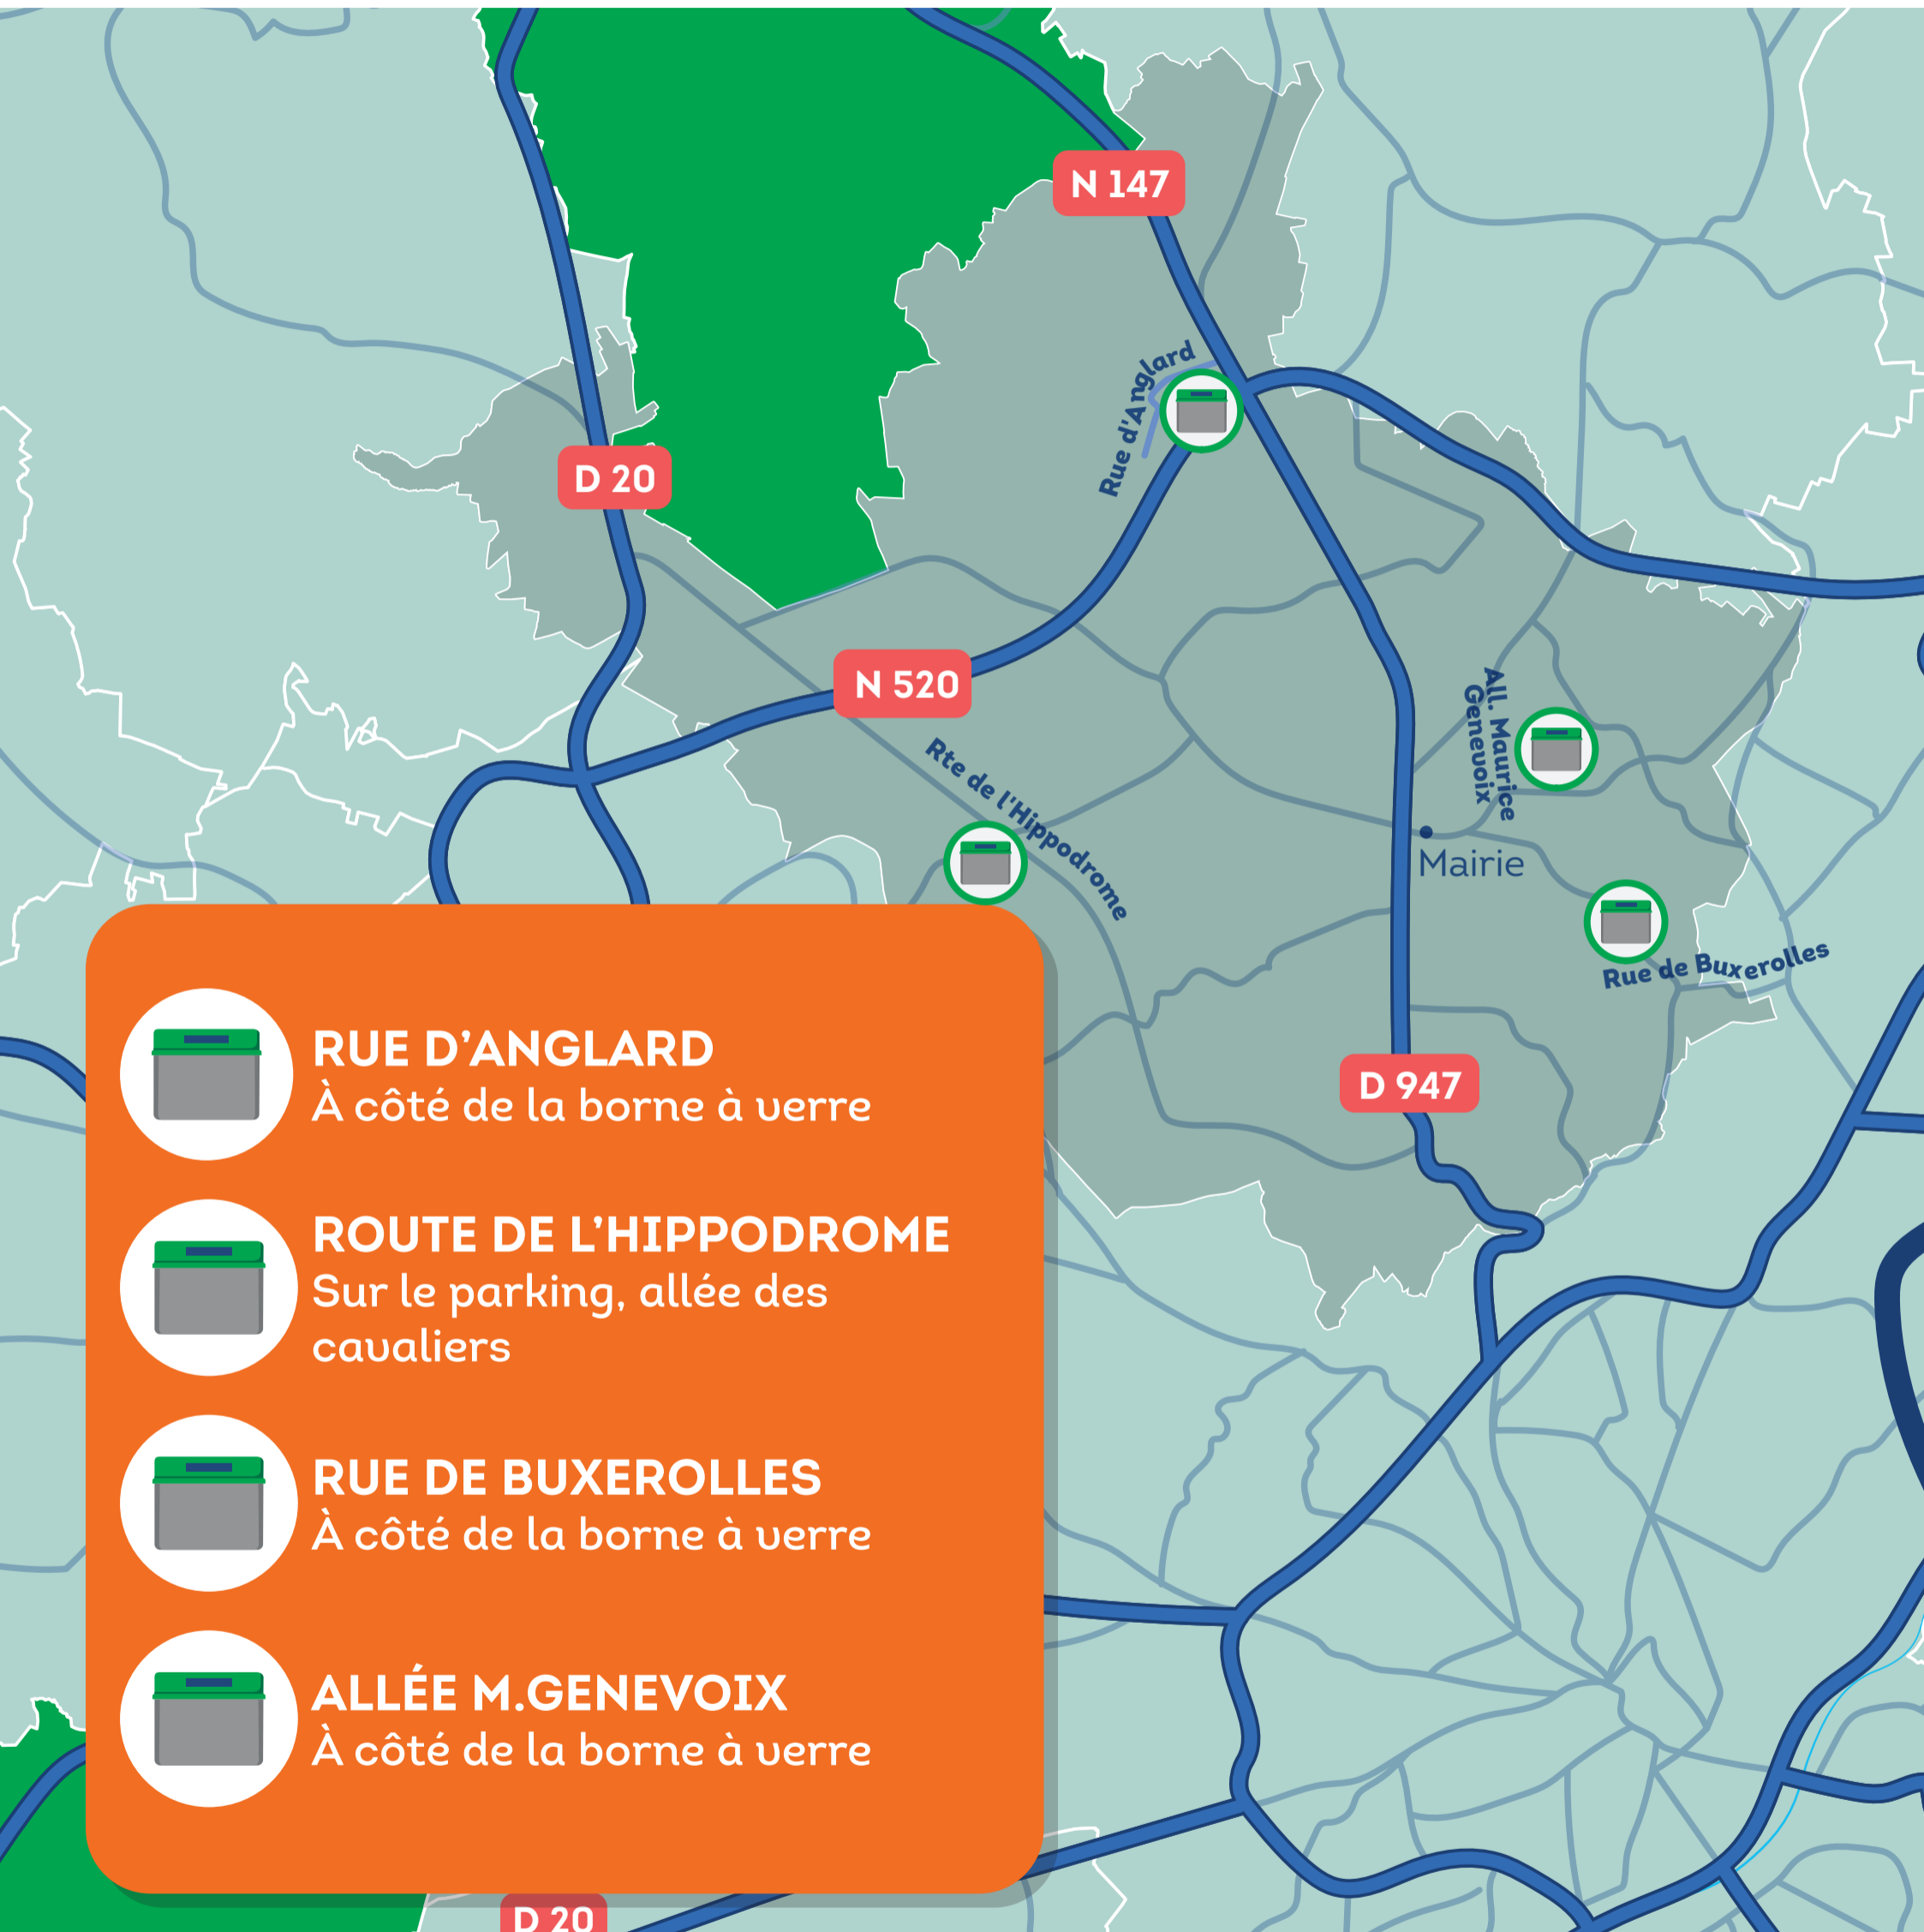 N 147
Rue d'Anglard
D 20
N 520
All. Maurice
Genevoix
Rte de l'Hippodrome
Mairie
Rue de Buxerolles
D 947
RUE D'ANGLARD
À côté de la borne à verre
ROUTE DE L'HIPPODROME
Sur le parking, allée des
cavaliers
RUE DE BUXEROLLES
À côté de la borne à verre
ALLÉE M.GENEVOIX
À côté de la borne à verre
D 20